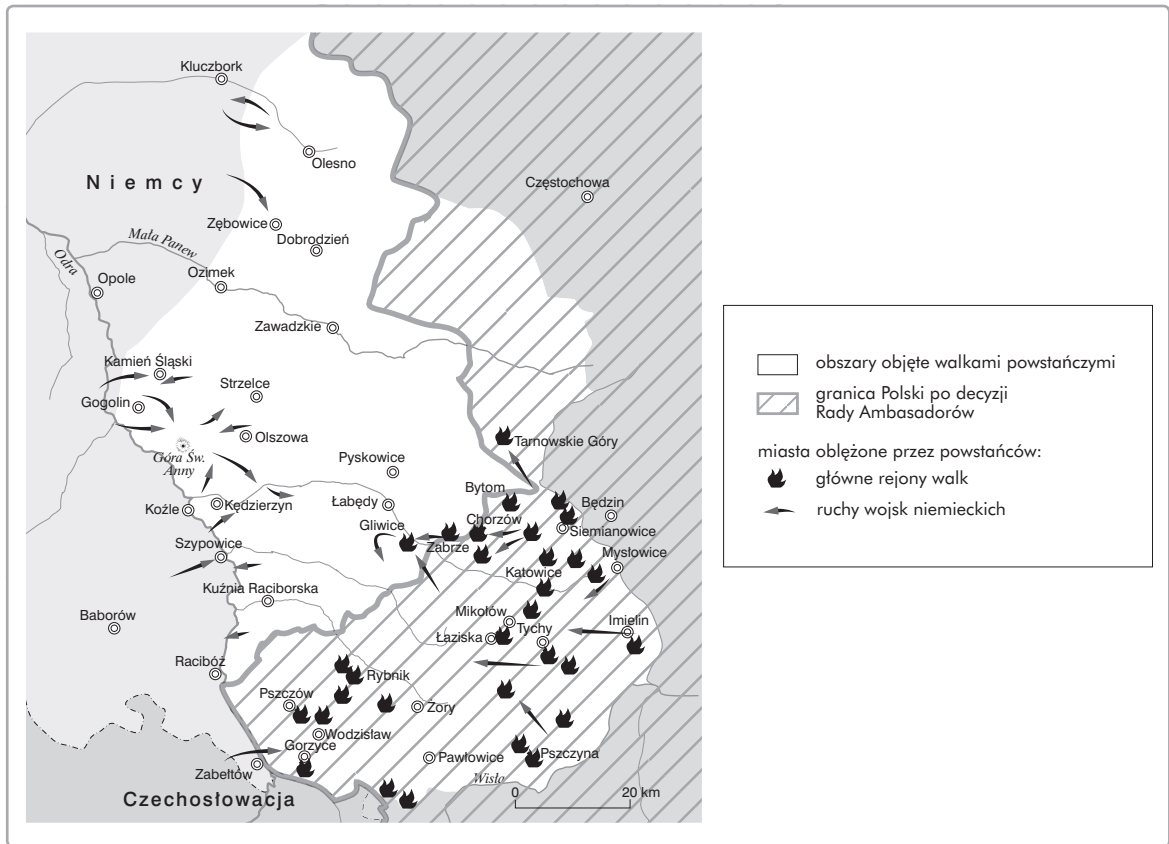 Kluczbork
Olesno
Niemcy
Częstochowa
Zębowice
Dobrodzień
Mała Panew
Odra
Opole
Ozimek
Zawadzkie
Kamień Śląski
Strzelce
Gogolin
Olszowa
Góra Św.
Anny
Tarnowskie Góry
Pyskowice
Bytom
Będzin
Koźle
Kędzierzyn
Łabędy
Chorzów
Siemianowice
Gliwice
Zabrze
Szypowice
Mysłowice
Katowice
Kuźnia Raciborska
Baborów
Mikołów
Imielin
Łaziska
Tychy
Racibóż
Rybnik
Pszczów
Żory
Wodzisław
Gorzyce
Pawłowice
Pszczyna
Zabełtów
Wisła
Czechosłowacja
0 20 km
obszary objęte walkami powstańczymi
granica Polski po decyzji
Rady Ambasadorów
miasta oblężone przez powstańców:
główne rejony walk
ruchy wojsk niemieckich